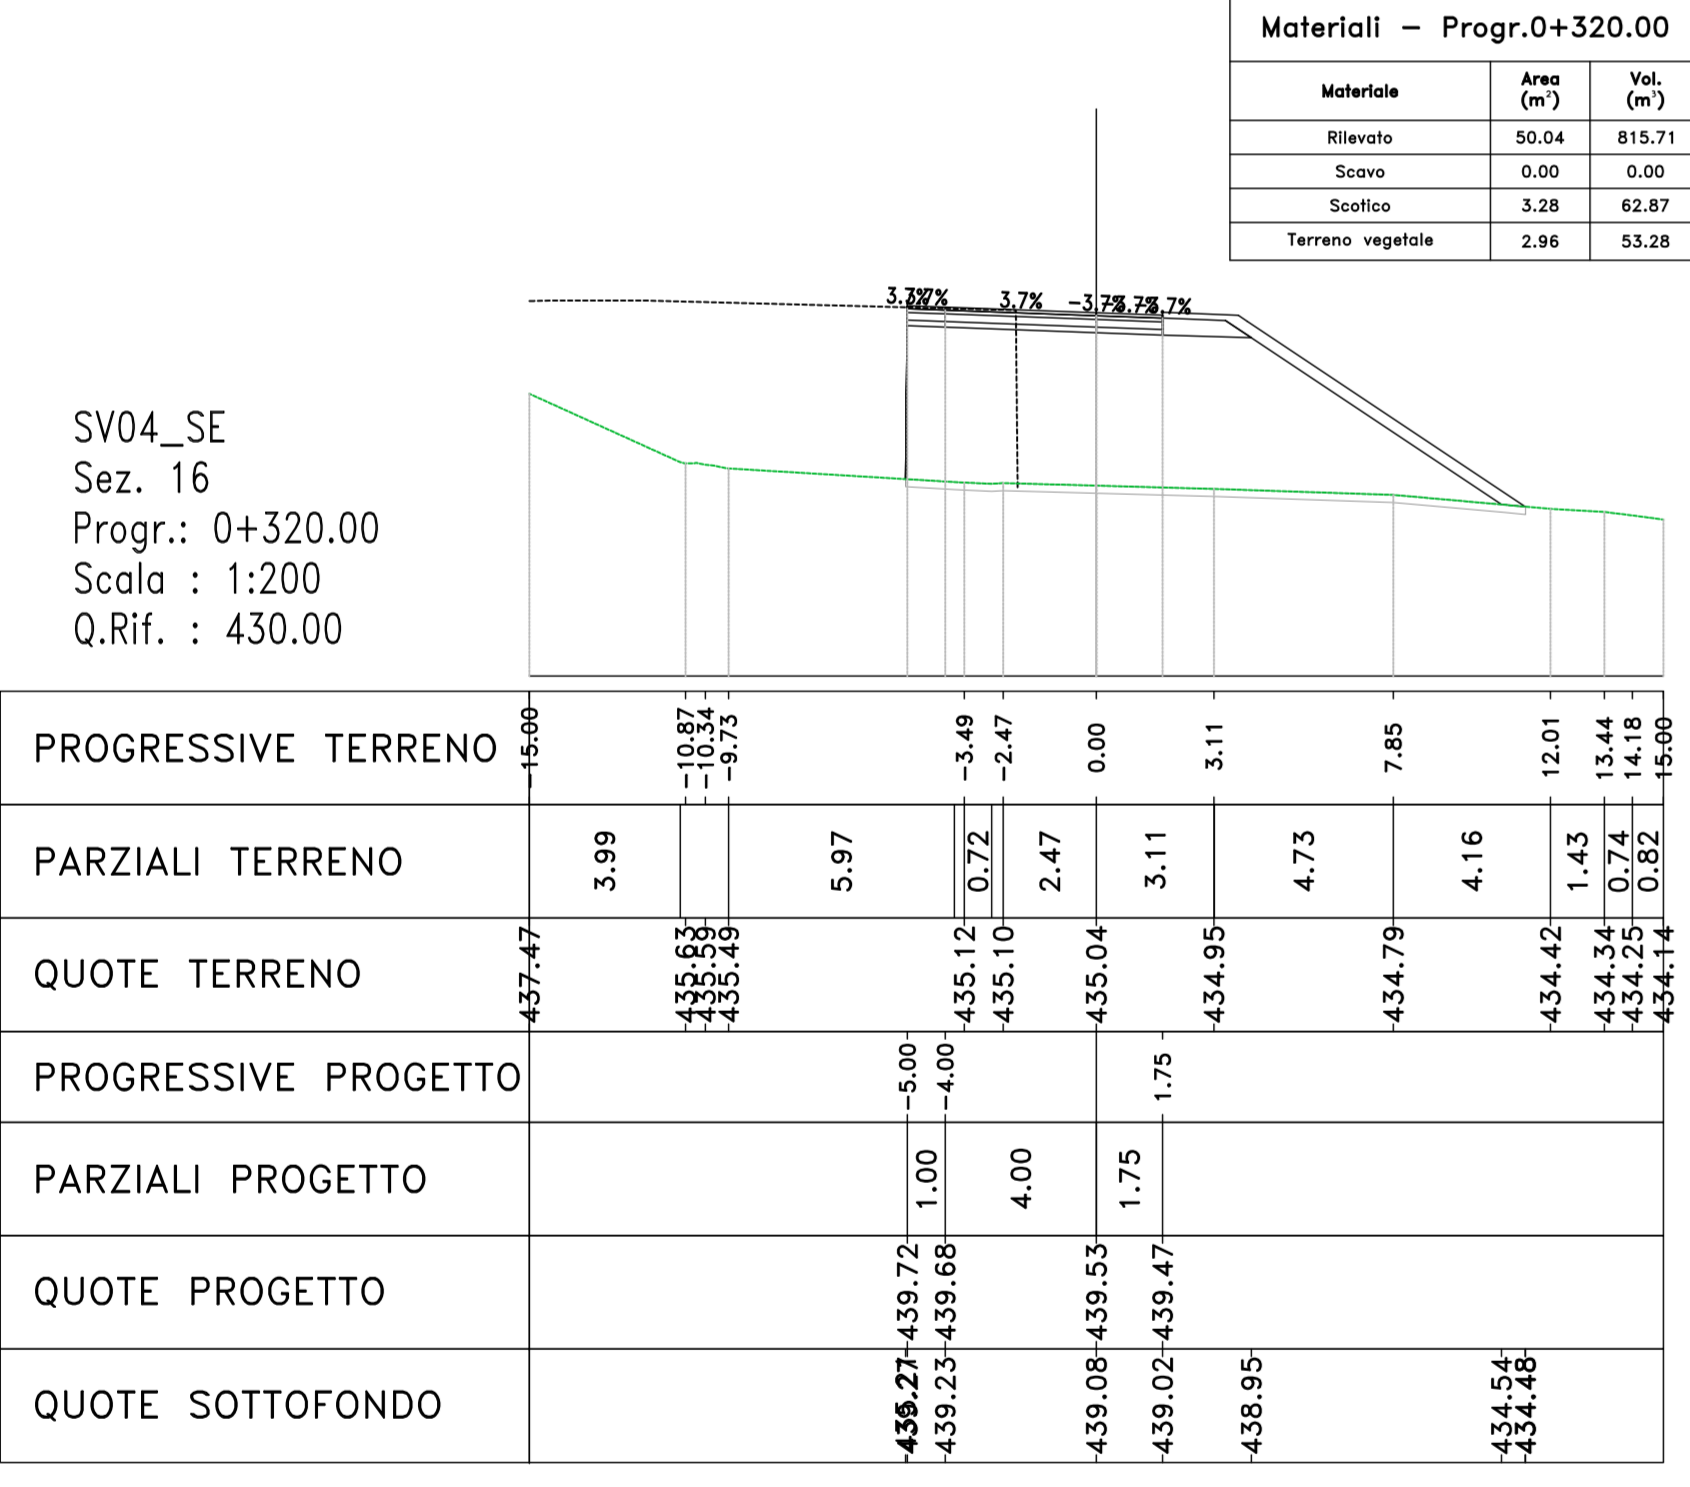 Materiali – Progr.0+320.00
Materiale Area (m²) Vol. (m³)
Rilevato 50.04 815.71
Scavo 0.00 0.00
Scotico 3.28 62.87
Terreno vegetale 2.96 53.28
3.7% 3.7% -3.7% -3.7%
SV04_SE
Sez. 16
Progr.: 0+320.00
Scala : 1:200
Q.Rif. : 430.00
PROGRESSIVE TERRENO -15.00 -10.87 -10.34 -9.73 -3.49 -2.47 0.00 3.11 7.85 12.01 13.44 14.18 15.00
PARZIALI TERRENO 3.99 5.97 0.72 2.47 3.11 4.73 4.16 1.43 0.74 0.82
QUOTE TERRENO 437.47 435.63 435.59 435.49 435.12 435.10 435.04 434.95 434.79 434.42 434.34 434.25 434.14
PROGRESSIVE PROGETTO -5.00 -4.00 1.75
PARZIALI PROGETTO 1.00 4.00 1.75
QUOTE PROGETTO 439.72 439.68 439.53 439.47
QUOTE SOTTOFONDO 439.27 439.23 439.08 439.02 438.95 434.54 434.48